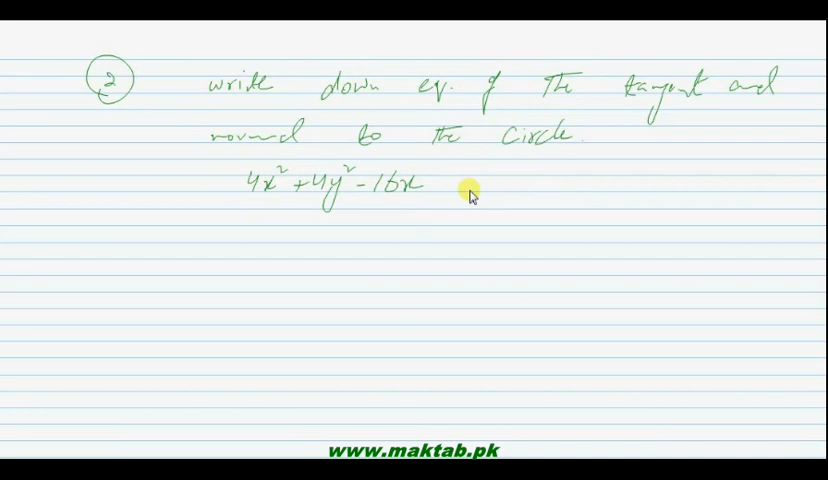 2 write down eq. of the tangent and
normal to the circle.
4x² + 4y² - 16x
www.maktab.pk